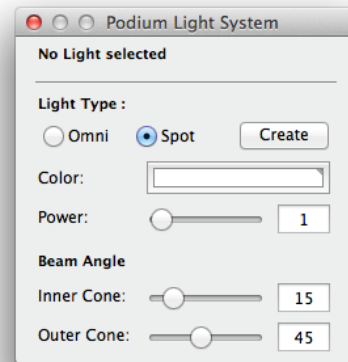 Podium Light System
No Light selected
Light Type :
Omni Spot Create
Color:
Power: 1
Beam Angle
Inner Cone: 15
Outer Cone: 45